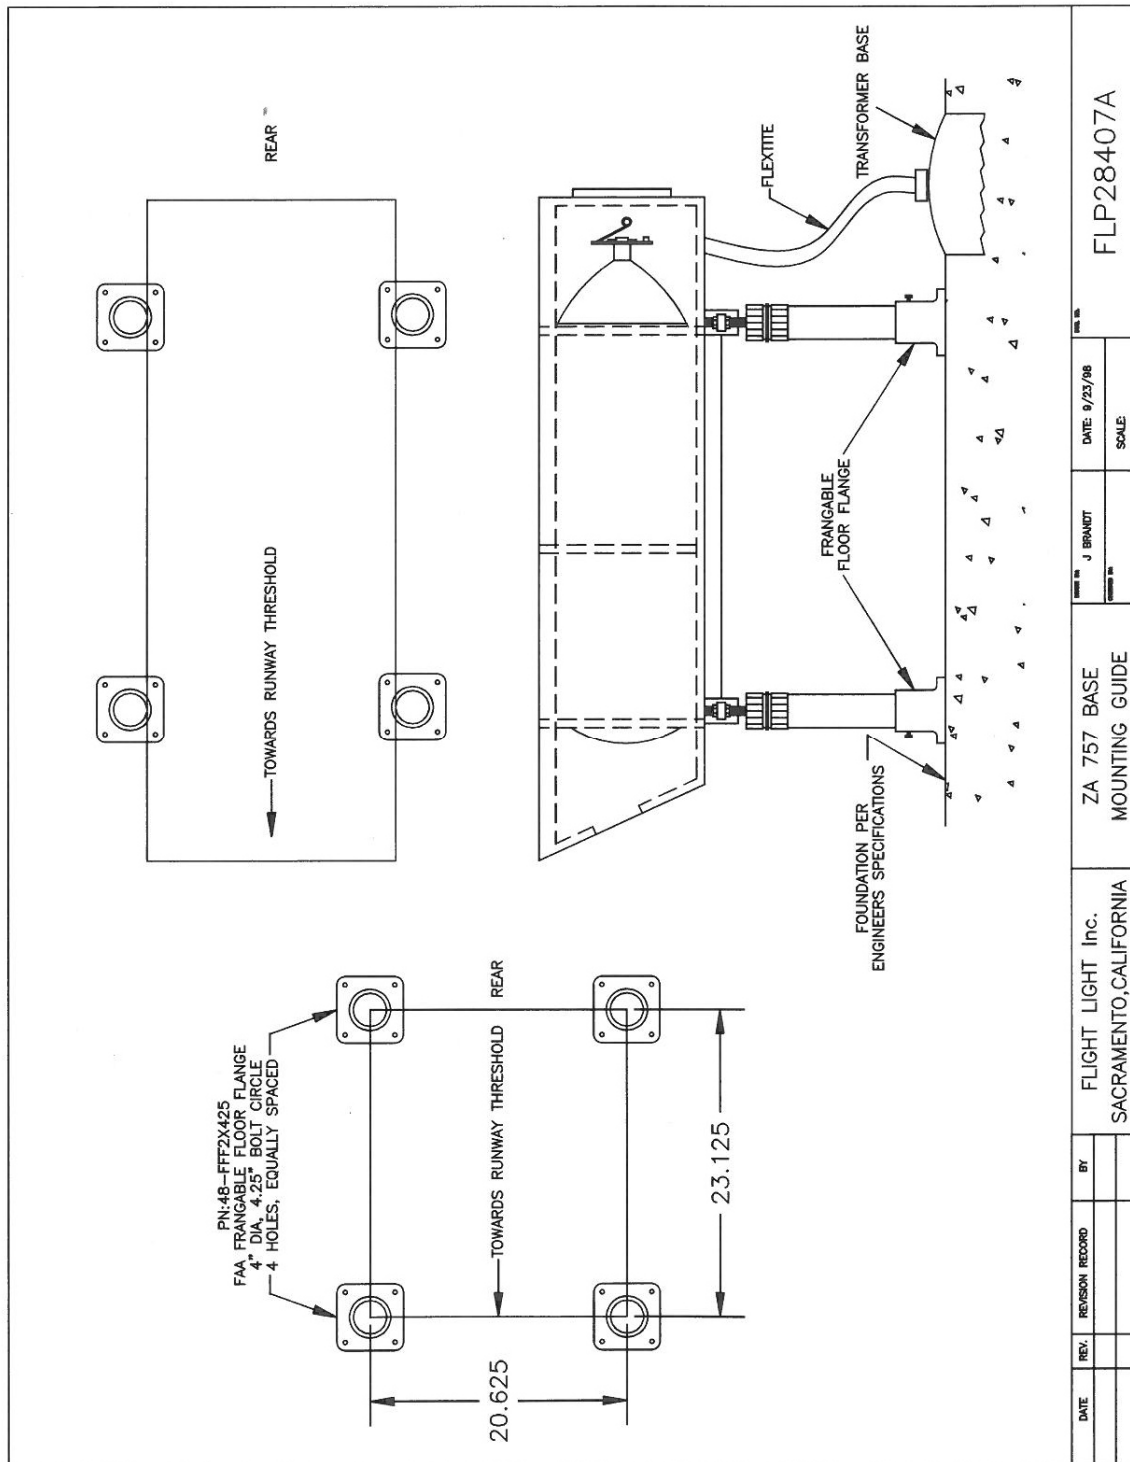 PN:48-FFF2X425
FAA FRANGABLE FLOOR FLANGE
4" DIA, 4.25" BOLT CIRCLE
4 HOLES, EQUALLY SPACED
20.625
TOWARDS RUNWAY THRESHOLD
REAR
23.125
TOWARDS RUNWAY THRESHOLD
REAR
FLEXTITE
TRANSFORMER BASE
FRANGABLE
FLOOR FLANGE
FOUNDATION PER
ENGINEERS SPECIFICATIONS
DATE
REV.
REVISION RECORD
BY
FLIGHT LIGHT Inc.
SACRAMENTO,CALIFORNIA
ZA 757 BASE
MOUNTING GUIDE
J BRANDT
DATE: 9/23/98
SCALE:
FLP28407A